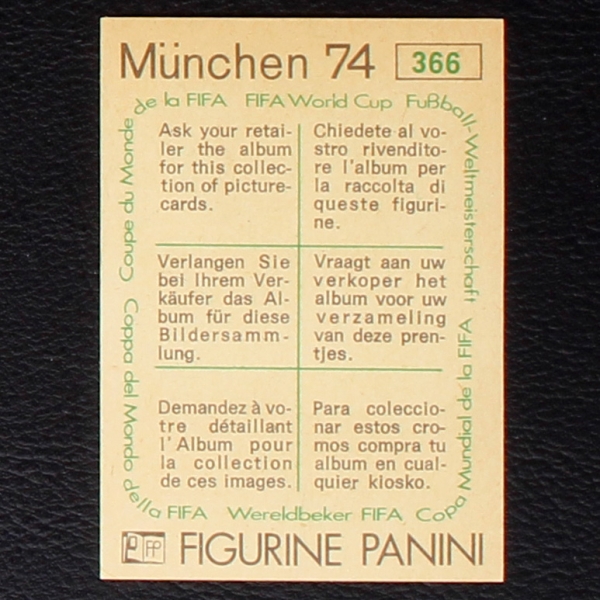 München 74 366
de la FIFA FIFA World Cup Fußball-Weltmeisterschaft
Ask your retai-
ler the album
for this collec-
tion of picture-
cards.
Chiedete al vo-
stro rivendito-
re l'album per
la raccolta di
queste figuri-
ne.
Verlangen Sie
bei Ihrem Ver-
käufer das Al-
bum für diese
Bildersamm-
lung.
Vraagt aan uw
verkoper het
album voor uw
verzameling
van deze pren-
tjes.
Demandez à vo-
tre détaillant
l'Album pour
la collection
de ces images.
Para coleccio-
nar estos cro-
mos compra tu
album en cual-
quier kiosko.
Coupe du Monde
Coppa del Mondo della FIFA
Wereldbeker FIFA
Copa Mundial de la FIFA
FP FIGURINE PANINI